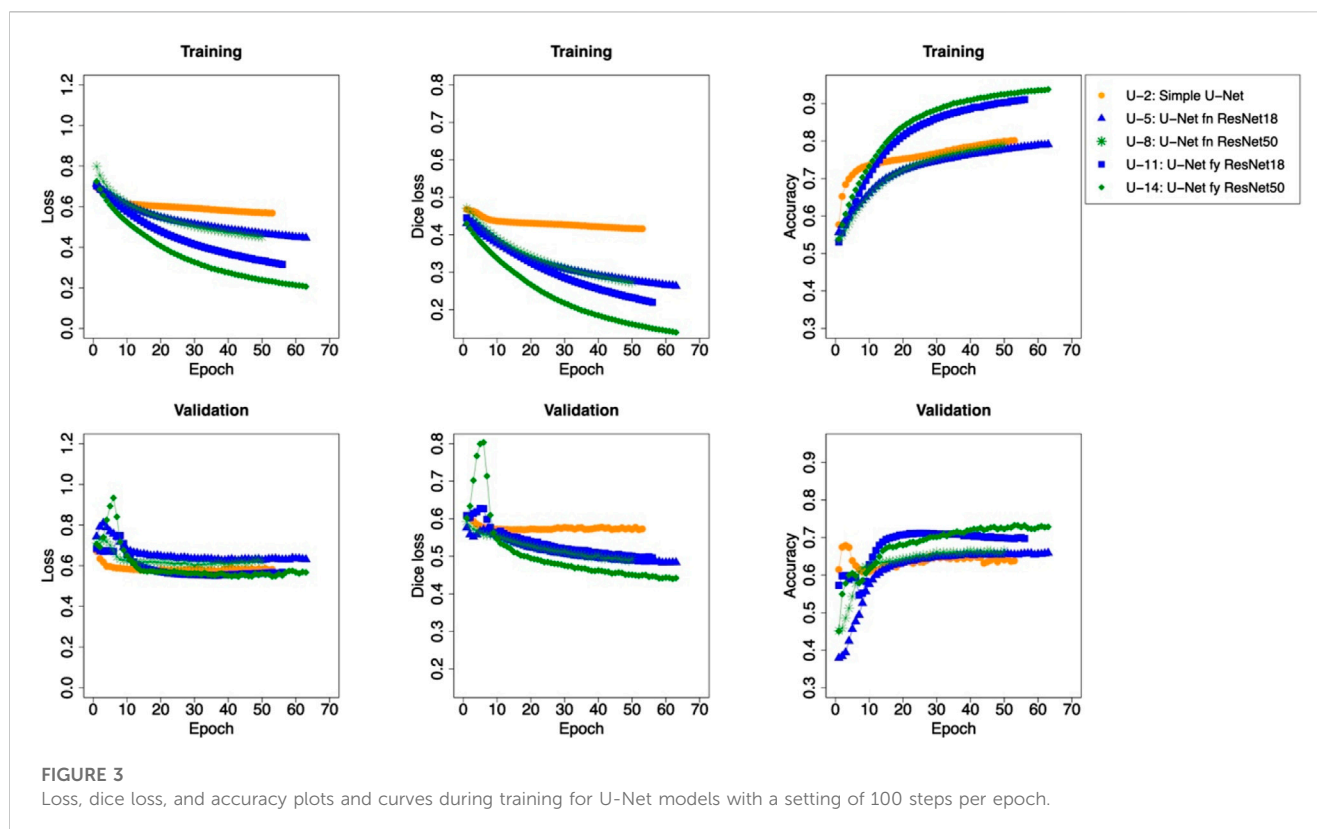 Training
Loss
0.0 0.2 0.4 0.6 0.8 1.0 1.2
0 10 20 30 40 50 60 70
Epoch
Training
Dice loss
0.2 0.3 0.4 0.5 0.6 0.7 0.8
0 10 20 30 40 50 60 70
Epoch
Training
Accuracy
0.3 0.4 0.5 0.6 0.7 0.8 0.9
0 10 20 30 40 50 60 70
Epoch
U-2: Simple U-Net
U-5: U-Net fn ResNet18
U-8: U-Net fn ResNet50
U-11: U-Net fy ResNet18
U-14: U-Net fy ResNet50
Validation
Loss
0.0 0.2 0.4 0.6 0.8 1.0 1.2
0 10 20 30 40 50 60 70
Epoch
Validation
Dice loss
0.2 0.3 0.4 0.5 0.6 0.7 0.8
0 10 20 30 40 50 60 70
Epoch
Validation
Accuracy
0.3 0.4 0.5 0.6 0.7 0.8 0.9
0 10 20 30 40 50 60 70
Epoch
FIGURE 3
Loss, dice loss, and accuracy plots and curves during training for U-Net models with a setting of 100 steps per epoch.